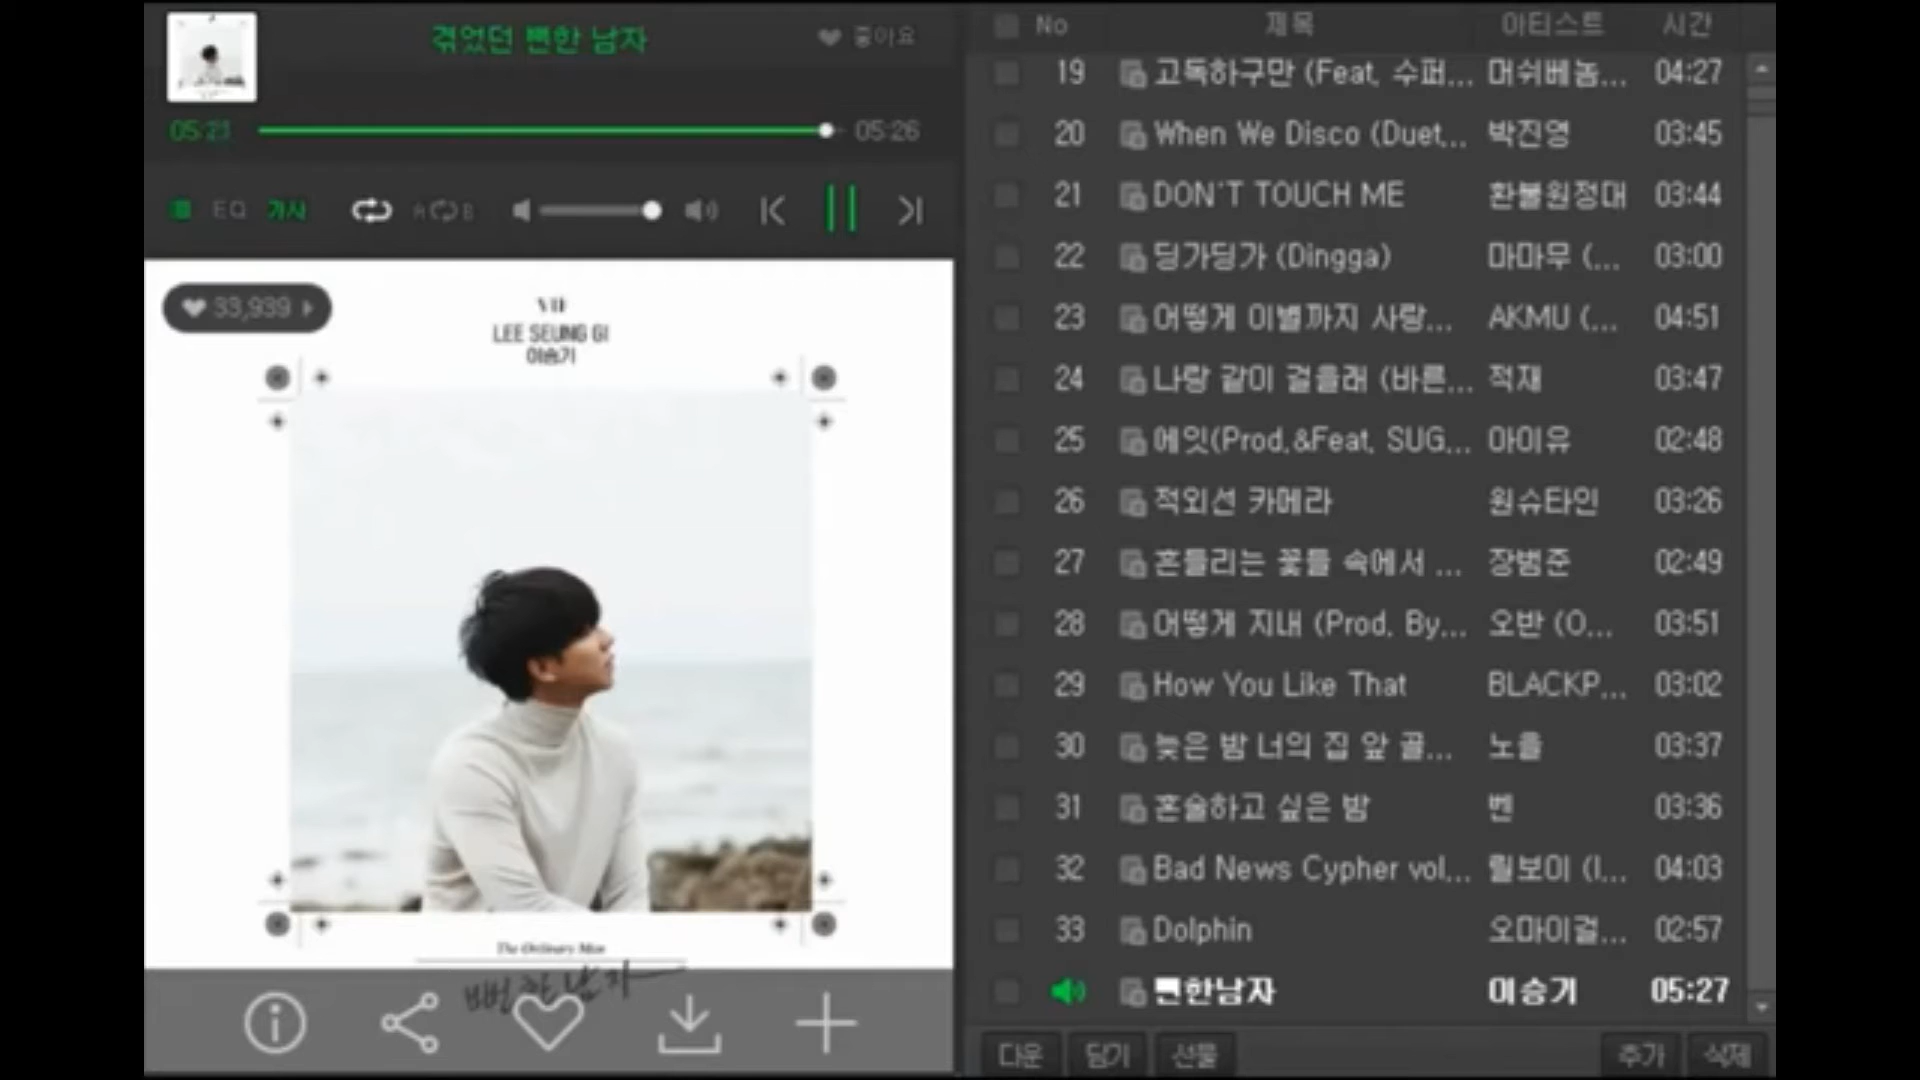 겪었던 뻔한 남자
좋아요
05:21
05:26
EQ 가사
A B
33,939
VII
LEE SEUNG GI
이승기
The Ordinary Man
뻔한 남자
No 제목 아티스트 시간
19 고독하구만 (Feat. 수퍼... 머쉬베놈... 04:27
20 When We Disco (Duet... 박진영 03:45
21 DON'T TOUCH ME 환불원정대 03:44
22 딩가딩가 (Dingga) 마마무 (... 03:00
23 어떻게 이별까지 사랑... AKMU (... 04:51
24 나랑 같이 걸을래 (바른... 적재 03:47
25 에잇(Prod.&Feat. SUG... 아이유 02:48
26 적외선 카메라 원슈타인 03:26
27 흔들리는 꽃들 속에서 ... 장범준 02:49
28 어떻게 지내 (Prod. By... 오반 (O... 03:51
29 How You Like That BLACKP... 03:02
30 늦은 밤 너의 집 앞 골... 노을 03:37
31 혼술하고 싶은 밤 벤 03:36
32 Bad News Cypher vol... 릴보이 (l... 04:03
33 Dolphin 오마이걸... 02:57
뻔한남자 이승기 05:27
다운 담기 선물 추가 삭제